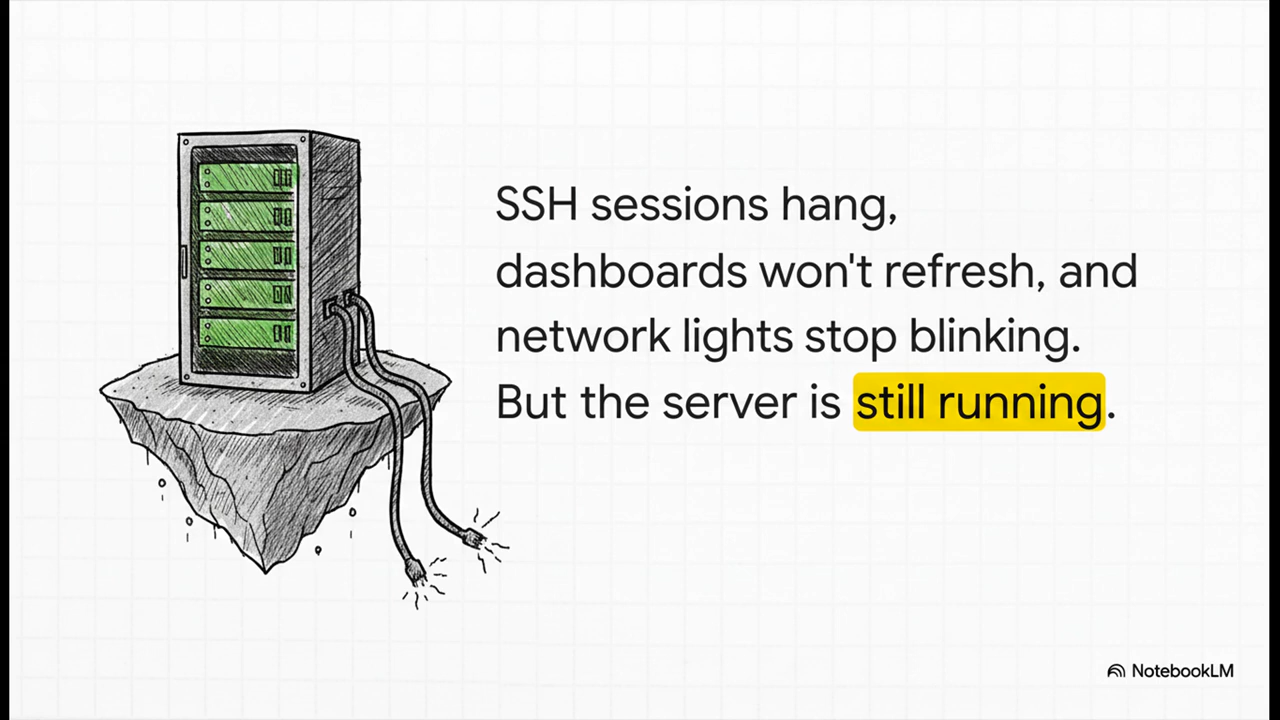 SSH sessions hang,
dashboards won't refresh, and
network lights stop blinking.
But the server is still running.
NotebookLM